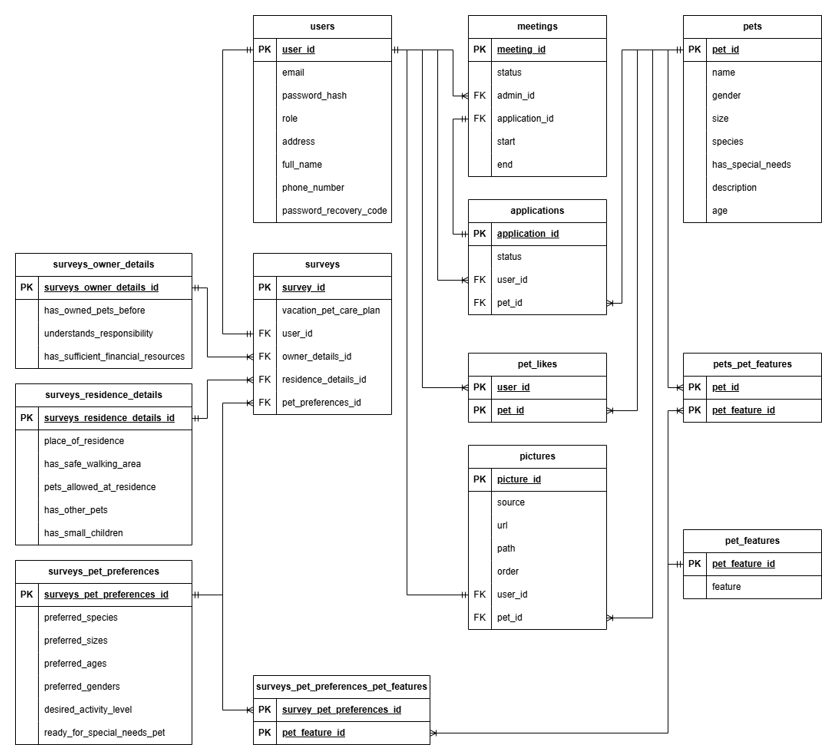 users
PK user_id
email
password_hash
role
address
full_name
phone_number
password_recovery_code
meetings
PK meeting_id
status
FK admin_id
FK application_id
start
end
pets
PK pet_id
name
gender
size
species
has_special_needs
description
age
applications
PK application_id
status
FK user_id
FK pet_id
surveys_owner_details
PK surveys_owner_details_id
has_owned_pets_before
understands_responsibility
has_sufficient_financial_resources
surveys
PK survey_id
vacation_pet_care_plan
FK user_id
FK owner_details_id
FK residence_details_id
FK pet_preferences_id
pet_likes
PK user_id
PK pet_id
pets_pet_features
PK pet_id
PK pet_feature_id
surveys_residence_details
PK surveys_residence_details_id
place_of_residence
has_safe_walking_area
pets_allowed_at_residence
has_other_pets
has_small_children
pictures
PK picture_id
source
url
path
order
FK user_id
FK pet_id
pet_features
PK pet_feature_id
feature
surveys_pet_preferences
PK surveys_pet_preferences_id
preferred_species
preferred_sizes
preferred_ages
preferred_genders
desired_activity_level
ready_for_special_needs_pet
surveys_pet_preferences_pet_features
PK survey_pet_preferences_id
PK pet_feature_id